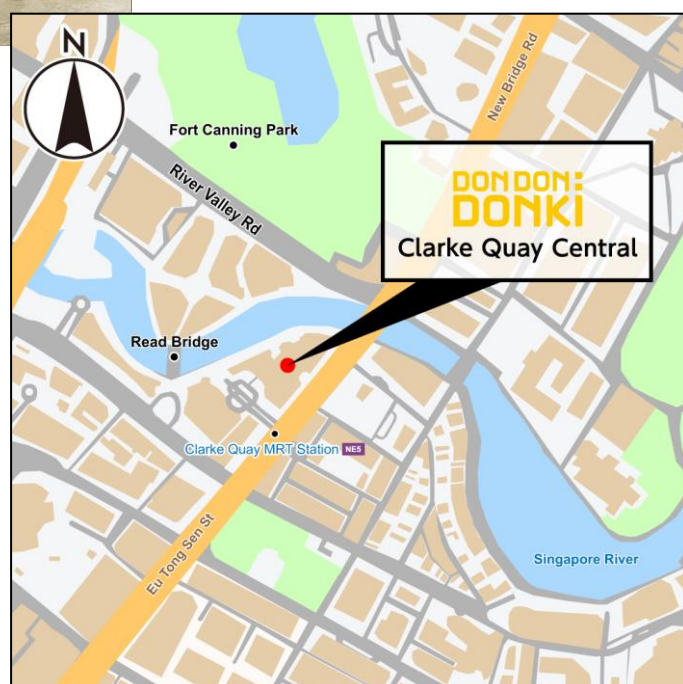 N
New Bridge Rd
Fort Canning Park
River Valley Rd
DON DON:
DONKI
Clarke Quay Central
Read Bridge
Clarke Quay MRT Station NE5
Eu Tong Sen St
Singapore River